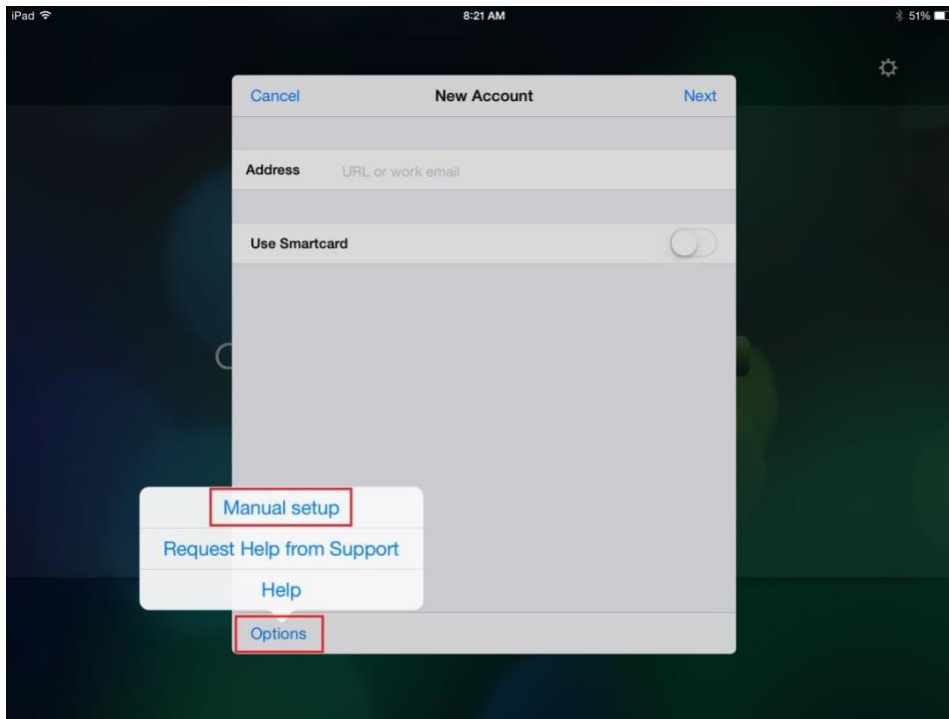 iPad 8:21 AM 51%
Cancel New Account Next
Address URL or work email
Use Smartcard
Manual setup
Request Help from Support
Help
Options